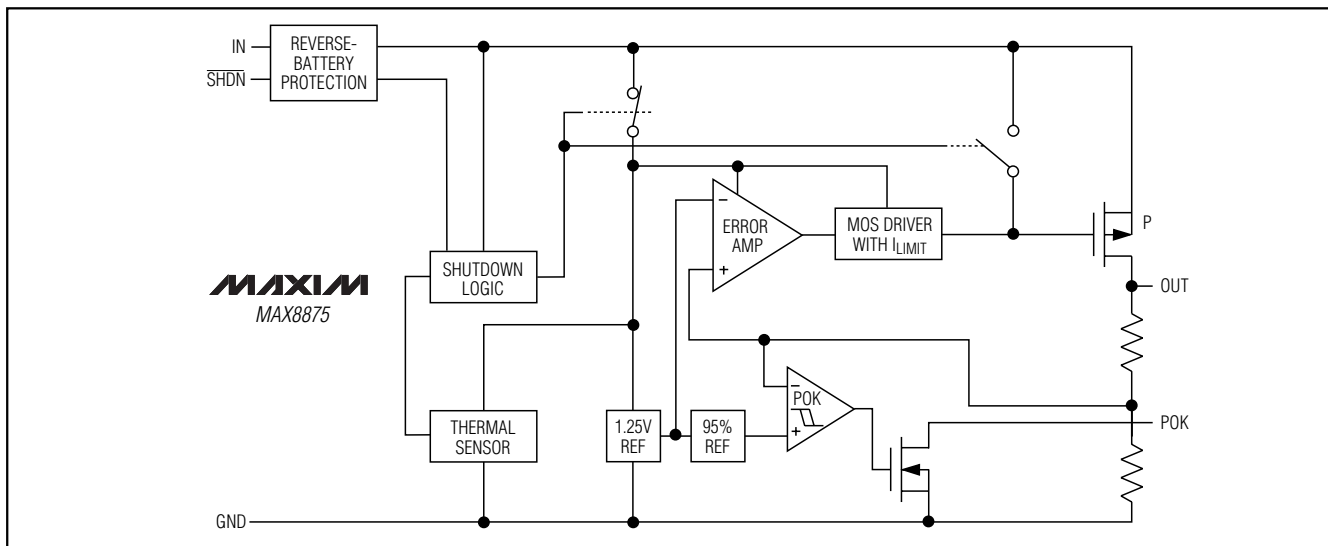 IN
SHDN
REVERSE-
BATTERY
PROTECTION
ERROR
AMP
−
+
MOS DRIVER
WITH ILIMIT
P
SHUTDOWN
LOGIC
MAXIM
MAX8875
OUT
THERMAL
SENSOR
1.25V
REF
95%
REF
−
POK
+
POK
GND